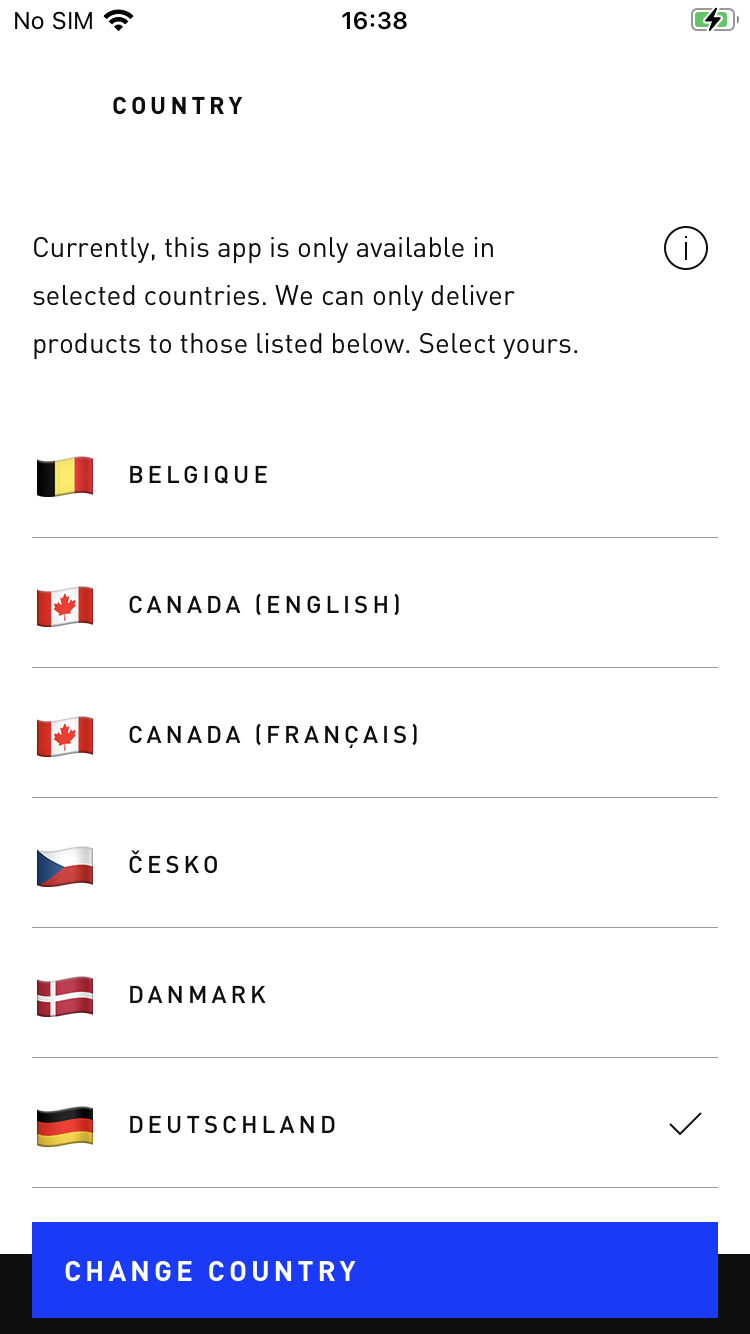 No SIM 16:38
COUNTRY
Currently, this app is only available in
selected countries. We can only deliver
products to those listed below. Select yours.
BELGIQUE
CANADA (ENGLISH)
CANADA (FRANÇAIS)
ČESKO
DANMARK
DEUTSCHLAND
CHANGE COUNTRY